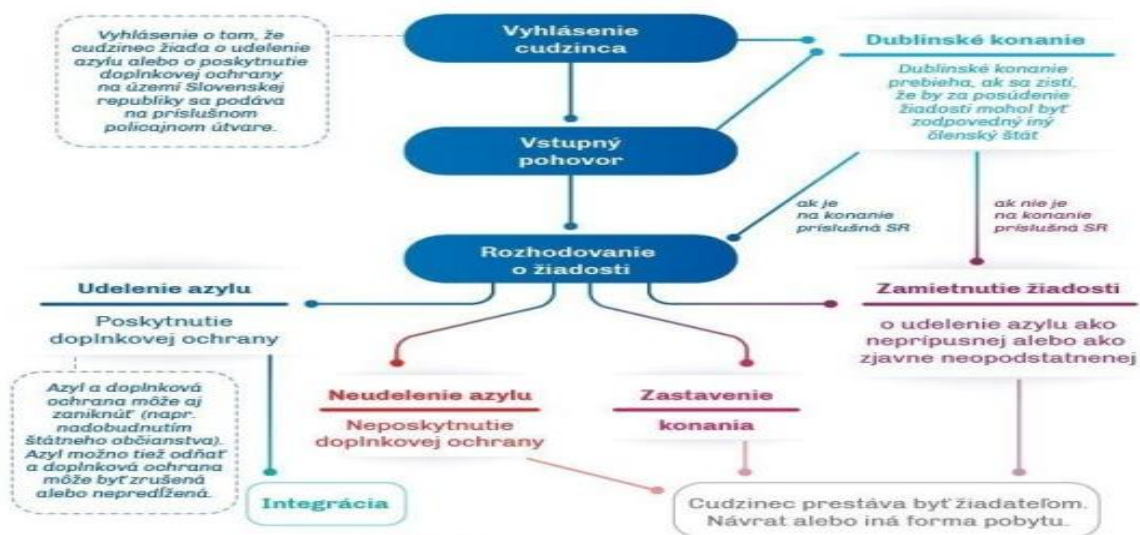 Vyhlásenie o tom, že
cudzinec žiada o udelenie
azylu alebo o poskytnutie
doplnkovej ochrany
na území Slovenskej
republiky sa podáva
na príslušnom
policajnom útvare.
Vyhlásenie
cudzinca
Dublinské konanie
Dublinské konanie
prebieha, ak sa zistí,
že by za posúdenie
žiadosti mohol byť
zodpovedný iný
členský štát
Vstupný
pohovor
ak je
na konanie
príslušná SR
ak nie je
na konanie
príslušná SR
Rozhodovanie
o žiadosti
Udelenie azylu
Poskytnutie
doplnkovej ochrany
Zamietnutie žiadosti
o udelenie azylu ako
neprípusnej alebo ako
zjavne neopodstatnenej
Azyl a doplnková
ochrana môže aj
zaniknúť (napr.
nadobudnutím
štátneho občianstva).
Azyl možno tiež odňať
a doplnková ochrana
môže byť zrušená
alebo nepredĺžená.
Neudelenie azylu
Neposkytnutie
doplnkovej ochrany
Zastavenie
konania
Integrácia
Cudzinec prestáva byť žiadateľom.
Návrat alebo iná forma pobytu.